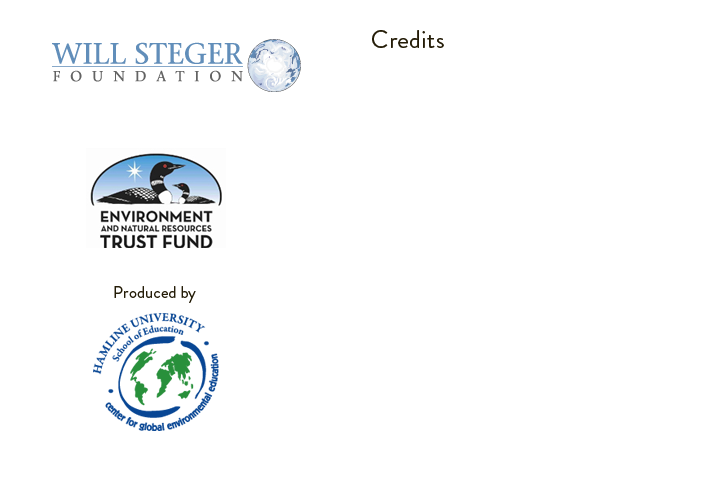 WILL STEGER
FOUNDATION
Credits
ENVIRONMENT
AND NATURAL RESOURCES
TRUST FUND
Produced by
HAMLINE UNIVERSITY
School of Education
center for global environmental education